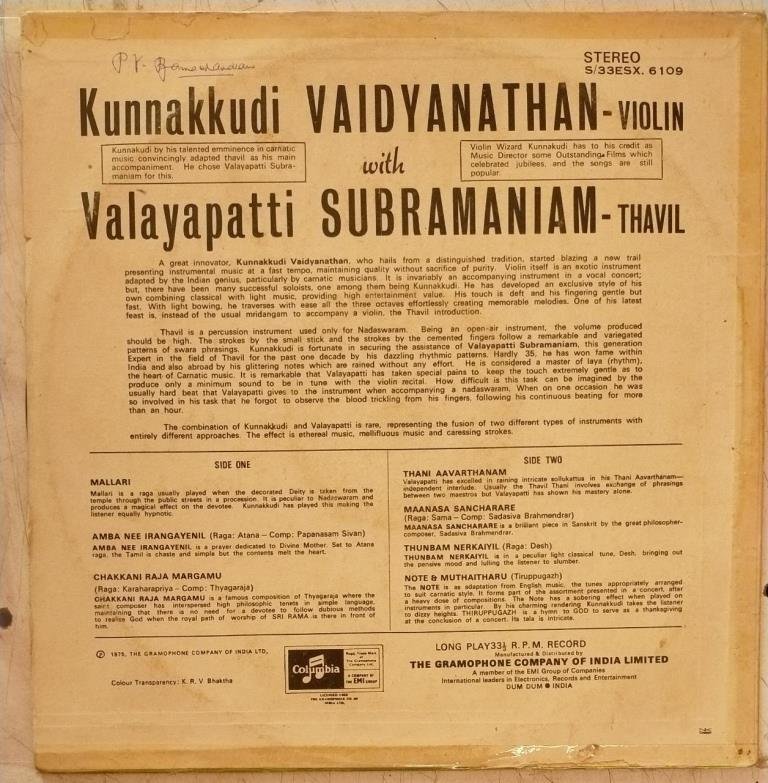 P.V. Ramachandran
STEREO
S/33ESX. 6109
Kunnakkudi VAIDYANATHAN-VIOLIN
Kunnakudi by his talented emminence in carnatic
music convincingly adapted thavil as his main
accompaniment. He chose Valayapatti Subra-
maniam for this.
with
Violin Wizard Kunnakudi has to his credit as
Music Director some Outstanding Films which
celebrated jubilees, and the songs are still
popular.
Valayapatti SUBRAMANIAM-THAVIL
A great innovator, Kunnakkudi Vaidyanathan, who hails from a distinguished tradition, started blazing a new trail
presenting instrumental music at a fast tempo, maintaining quality without sacrifice of purity. Violin itself is an exotic instrument
adapted by the Indian genius, particularly by carnatic musicians. It is invariably an accompanying instrument in a vocal concert;
but, there have been many successful soloists, one among them being Kunnakkudi. He has developed an exclusive style of his
own combining classical with light music, providing high entertainment value. His touch is deft and his fingering gentle but
fast. With light bowing, he traverses with ease all the three octaves effortlessly creating memorable melodies. One of his latest
feast is, instead of the usual mridangam to accompany a violin, the Thavil introduction.
Thavil is a percussion instrument used only for Nadaswaram. Being an open-air instrument, the volume produced
should be high. The strokes by the small stick and the strokes by the cemented fingers follow a remarkable and variegated
patterns of swara phrasings. Kunnakkudi is fortunate in securing the assistance of Valayapatti Subramaniam, this generation
Expert in the field of Thavil for the past one decade by his dazzling rhythmic patterns. Hardly 35, he has won fame within
India and also abroad by his glittering notes which are rained without any effort. He is considered a master of laya (rhythm),
the heart of Carnatic music. It is remarkable that Valayapatti has taken special pains to keep the touch extremely gentle as to
produce only a minimum sound to be in tune with the violin recital. How difficult is this task can be imagined by the
usually hard beat that Valayapatti gives to the instrument when accompanying a nadaswaram. When on one occasion he was
so involved in his task that he forgot to observe the blood trickling from his fingers, following his continuous beating for more
than an hour.
The combination of Kunnakkudi and Valayapatti is rare, representing the fusion of two different types of instruments with
entirely different approaches. The effect is ethereal music, mellifluous music and caressing strokes.
SIDE ONE
MALLARI
Mallari is a raga usually played when the decorated Deity is taken from the
temple through the public streets in a procession. It is peculiar to Nadaswaram and
produces a magical effect on the devotee. Kunnakkudi has played this making the
listener equally hypnotic.
AMBA NEE IRANGAYENIL (Raga: Atana – Comp: Papanasam Sivan)
AMBA NEE IRANGAYENIL is a prayer dedicated to Divine Mother. Set to Atana
raga, the Tamil is chaste and simple but the contents melt the heart.
CHAKKANI RAJA MARGAMU
(Raga: Karaharapriya – Comp: Thyagaraja)
CHAKKANI RAJA MARGAMU is a famous composition of Thyagaraja where the
saint composer has interspersed high philosophic tenets in simple language,
maintaining that there is no need for a devotee to follow dubious methods
to realise God when the royal path of worship of SRI RAMA is there in front of
him.
SIDE TWO
THANI AAVARTHANAM
Valayapatti has excelled in raining intricate sollukattus in his Thani Aavarthanam—
independent interlude. Usually the Thavil Thani involves exchange of phrasings
between two maestros but Valayapatti has shown his mastery alone.
MAANASA SANCHARARE
(Raga: Sama – Comp: Sadasiva Brahmendrar)
MAANASA SANCHARARE is a brilliant piece in Sanskrit by the great philosopher-
composer, Sadasiva Brahmendrar.
THUNBAM NERKAIYIL (Raga: Desh)
THUNBAM NERKAIYIL is in a peculiar light classical tune, Desh, bringing out
the pensive mood and lulling the listener to slumber.
NOTE & MUTHAITHARU (Tiruppugazh)
The NOTE is as adaptation from English music, the tunes appropriately arranged
to suit carnatic style. It forms part of the assortment presented in a concert, after
a heavy dose of compositions. The Note has a sobering effect when played on
instruments in particular. By his charming rendering Kunnakkudi takes the listener
to dizzy heights. THIRUPPUGAZH is a hymn to GOD to serve as a thanksgiving
at the conclusion of a concert. Its tala is intricate.
Ⓟ 1975, THE GRAMOPHONE COMPANY OF INDIA LTD,
Colour Transparency: K. R. V Bhaktha
Columbia
Regd. Trade Mark
of The
Gramophone
Company Ltd.
A COMPANY OF
THE EMI GROUP
LONG PLAY 33⅓ R.P.M. RECORD
Manufactured & Distributed by
THE GRAMOPHONE COMPANY OF INDIA LIMITED
A member of the EMI Group of Companies
International leaders in Electronics, Records and Entertainment
DUM DUM ● INDIA